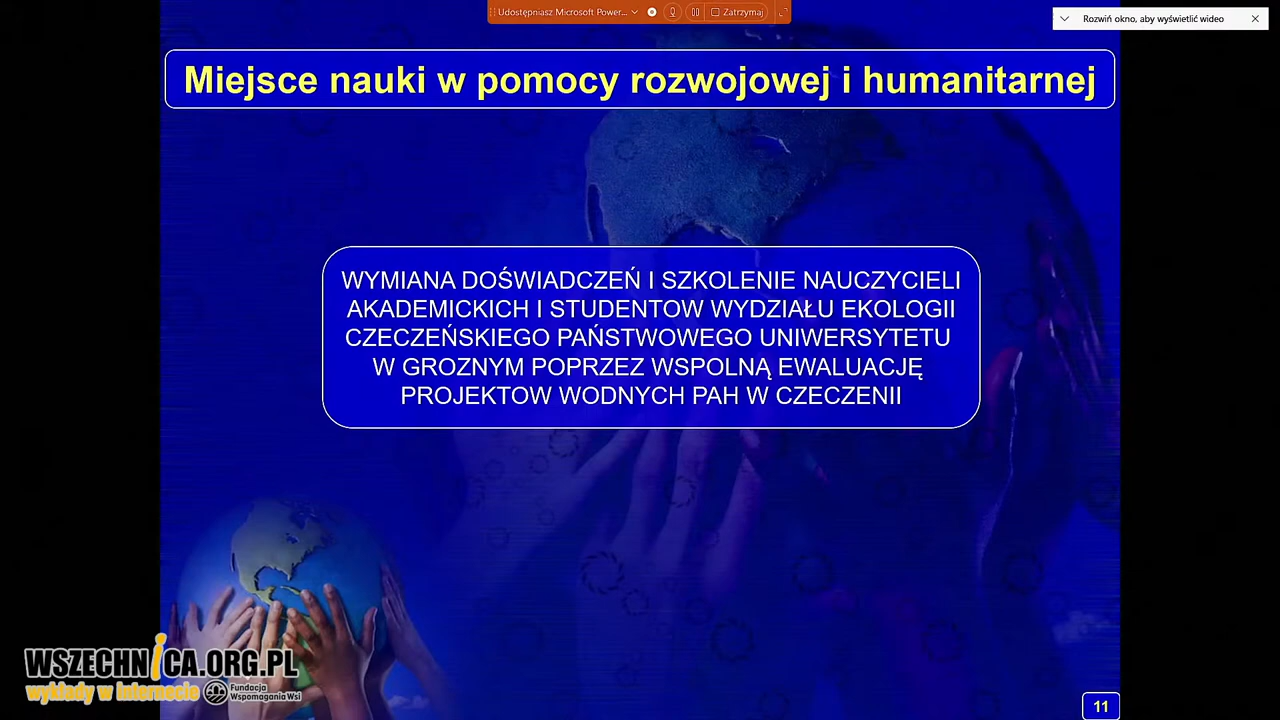 Udostępniasz Microsoft Power...
Zatrzymaj
Rozwiń okno, aby wyświetlić wideo
Miejsce nauki w pomocy rozwojowej i humanitarnej
WYMIANA DOŚWIADCZEŃ I SZKOLENIE NAUCZYCIELI
AKADEMICKICH I STUDENTOW WYDZIAŁU EKOLOGII
CZECZEŃSKIEGO PAŃSTWOWEGO UNIWERSYTETU
W GROZNYM POPRZEZ WSPOLNĄ EWALUACJĘ
PROJEKTOW WODNYCH PAH W CZECZENII
WSZECHNICA.ORG.PL
wykłady w Internecie
Fundacja
Wspomagania Wsi
11